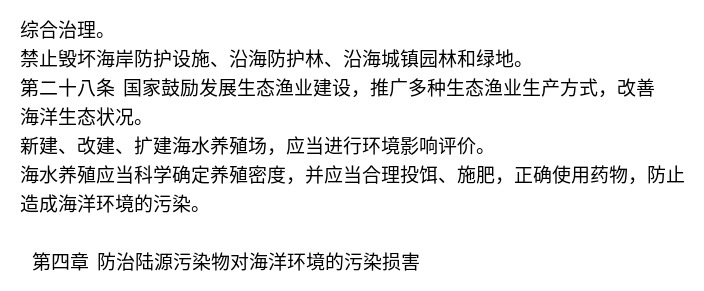 综合治理。
禁止毁坏海岸防护设施、沿海防护林、沿海城镇园林和绿地。
第二十八条 国家鼓励发展生态渔业建设，推广多种生态渔业生产方式，改善
海洋生态状况。
新建、改建、扩建海水养殖场，应当进行环境影响评价。
海水养殖应当科学确定养殖密度，并应当合理投饵、施肥，正确使用药物，防止
造成海洋环境的污染。
第四章 防治陆源污染物对海洋环境的污染损害